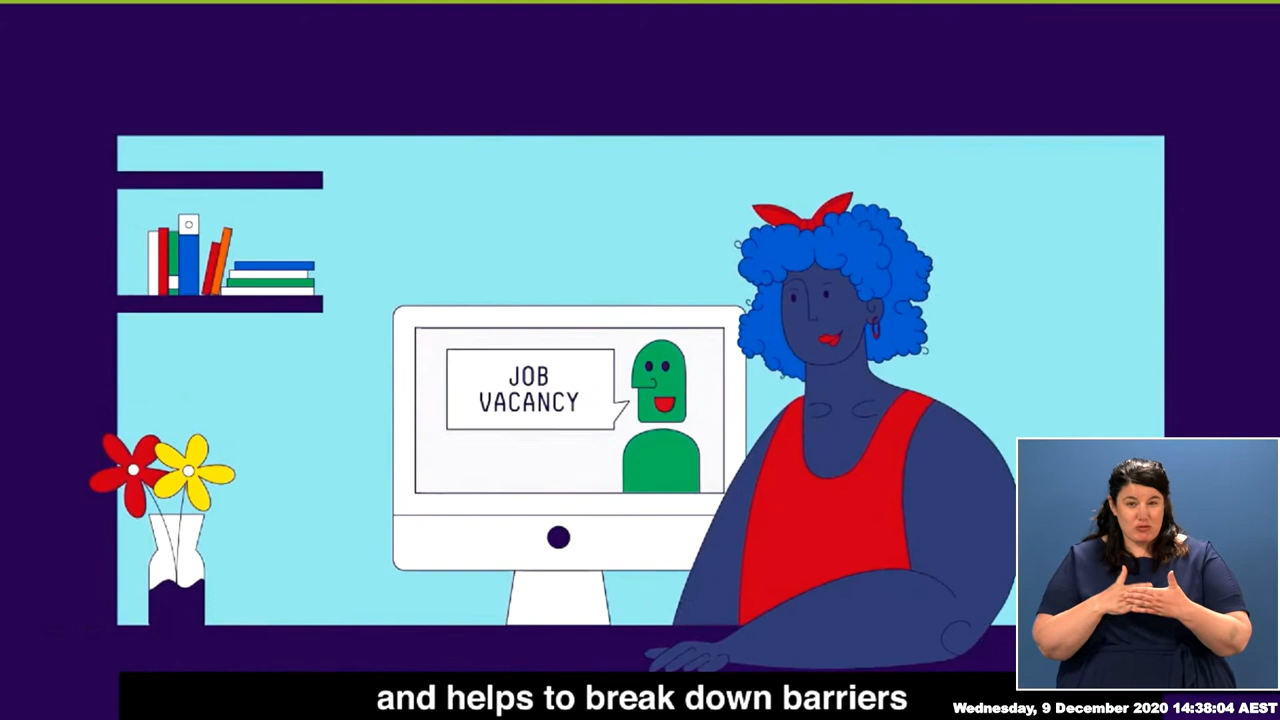 JOB
VACANCY
and helps to break down barriers
Wednesday, 9 December 2020 14:38:04 AEST